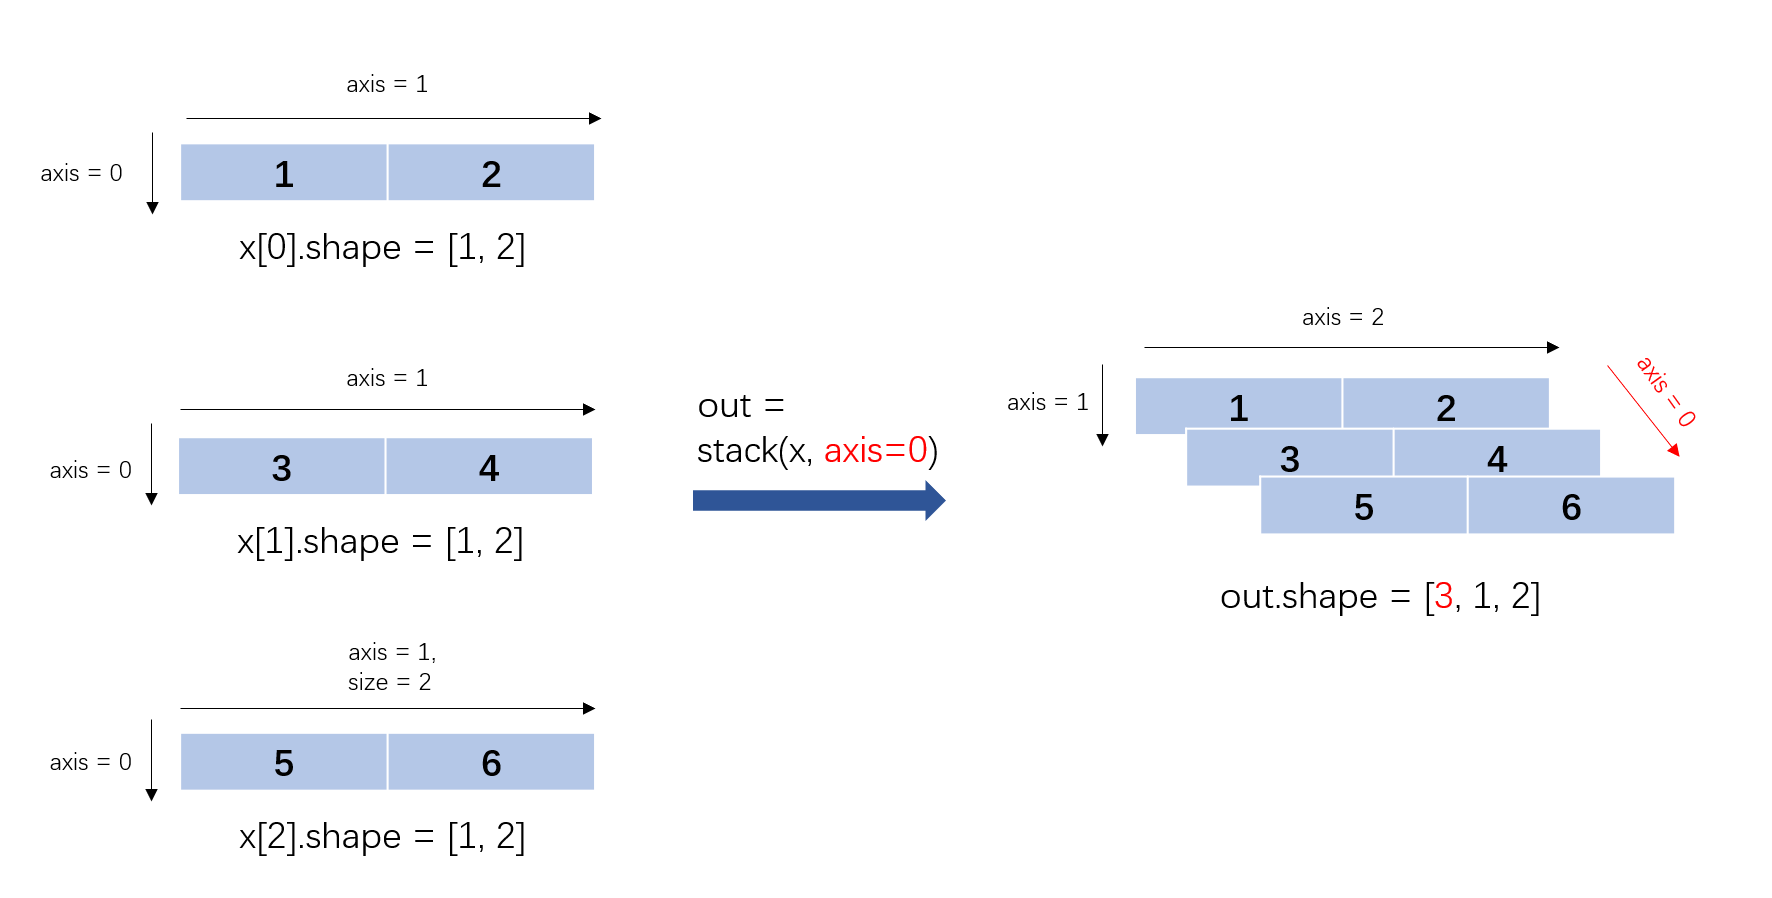 axis = 1
axis = 0
1 2
x[0].shape = [1, 2]
axis = 1
axis = 0
3 4
x[1].shape = [1, 2]
axis = 1,
size = 2
axis = 0
5 6
x[2].shape = [1, 2]
out =
stack(x, axis=0)
axis = 2
axis = 1
axis = 0
1 2
3 4
5 6
out.shape = [3, 1, 2]